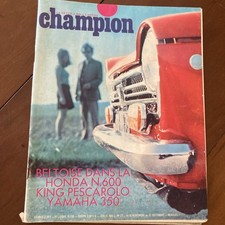 champion
BELTOISE DANS LA
HONDA N.600
KING PESCAROLO
YAMAHA 350